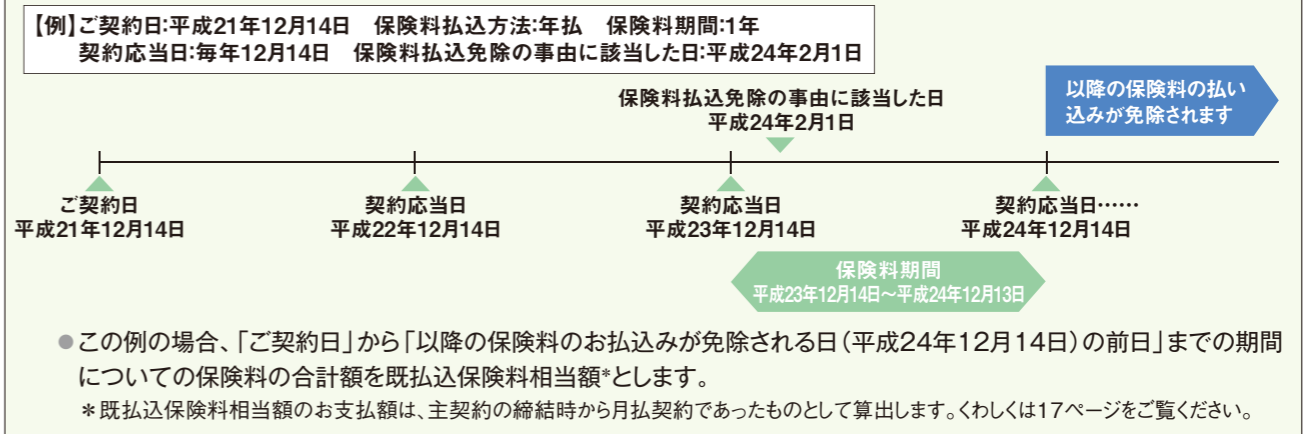 【例】ご契約日:平成21年12月14日　保険料払込方法:年払　保険料期間:1年
契約応当日:毎年12月14日　保険料払込免除の事由に該当した日:平成24年2月1日
以降の保険料の払い
込みが免除されます
保険料払込免除の事由に該当した日
平成24年2月1日
ご契約日
平成21年12月14日
契約応当日
平成22年12月14日
契約応当日
平成23年12月14日
契約応当日……
平成24年12月14日
保険料期間
平成23年12月14日～平成24年12月13日
●この例の場合、「ご契約日」から「以降の保険料のお払込みが免除される日（平成24年12月14日）の前日」までの期間
についての保険料の合計額を既払込保険料相当額*とします。
＊既払込保険料相当額のお支払額は、主契約の締結時から月払契約であったものとして算出します。くわしくは17ページをご覧ください。